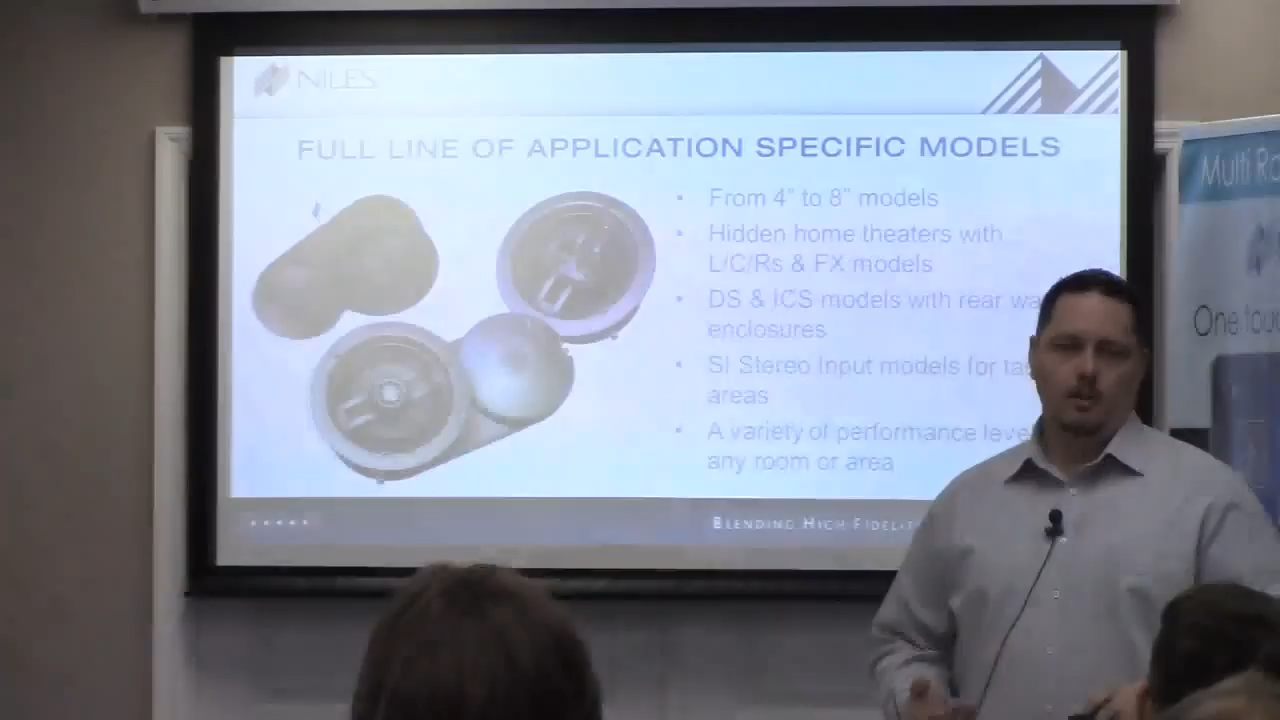 NILES
FULL LINE OF APPLICATION SPECIFIC MODELS
• From 4" to 8" models
• Hidden home theaters with
L/C/Rs & FX models
• DS & ICS models with rear
enclosures
• SI Stereo Input models for
areas
• A variety of performance
any room or area
BLENDING HIGH
Multi
One